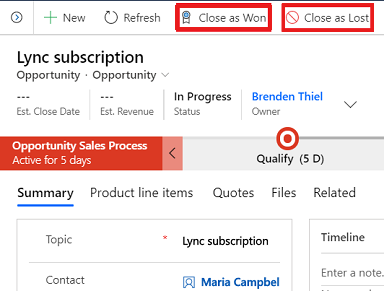 New Refresh Close as Won Close as Lost
Lync subscription
Opportunity · Opportunity
--- --- In Progress Brenden Thiel
Est. Close Date Est. Revenue Status Owner
Opportunity Sales Process
Active for 5 days
Qualify (5 D)
Summary Product line items Quotes Files Related
Topic * Lync subscription
Timeline
Contact Maria Campbel
Enter a note.